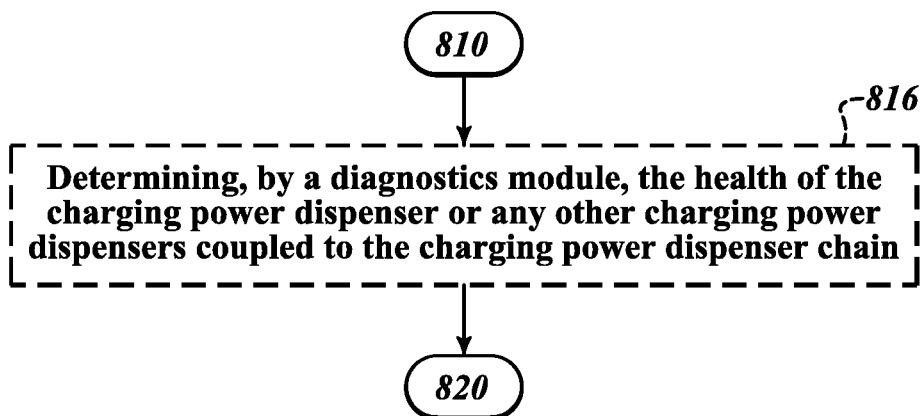 810
816
Determining, by a diagnostics module, the health of the
charging power dispenser or any other charging power
dispensers coupled to the charging power dispenser chain
820